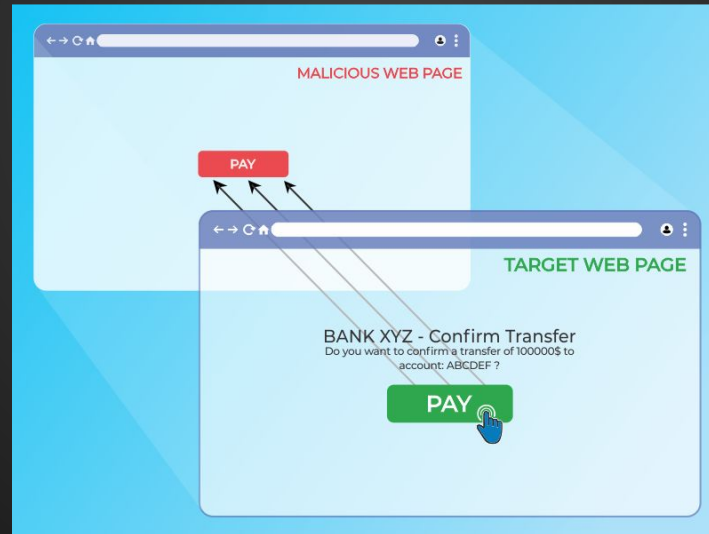 MALICIOUS WEB PAGE
PAY
TARGET WEB PAGE
BANK XYZ - Confirm Transfer
Do you want to confirm a transfer of 100000$ to
account: ABCDEF ?
PAY